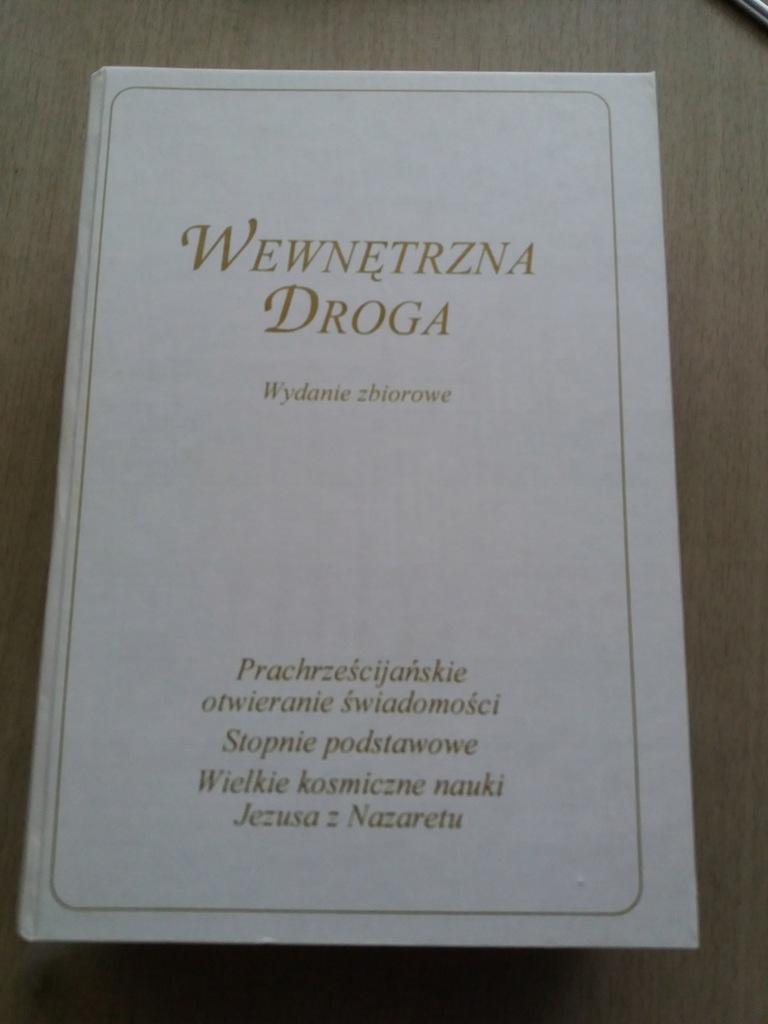 WEWNĘTRZNA
DROGA
Wydanie zbiorowe
Prachrześcijańskie
otwieranie świadomości
Stopnie podstawowe
Wielkie kosmiczne nauki
Jezusa z Nazaretu